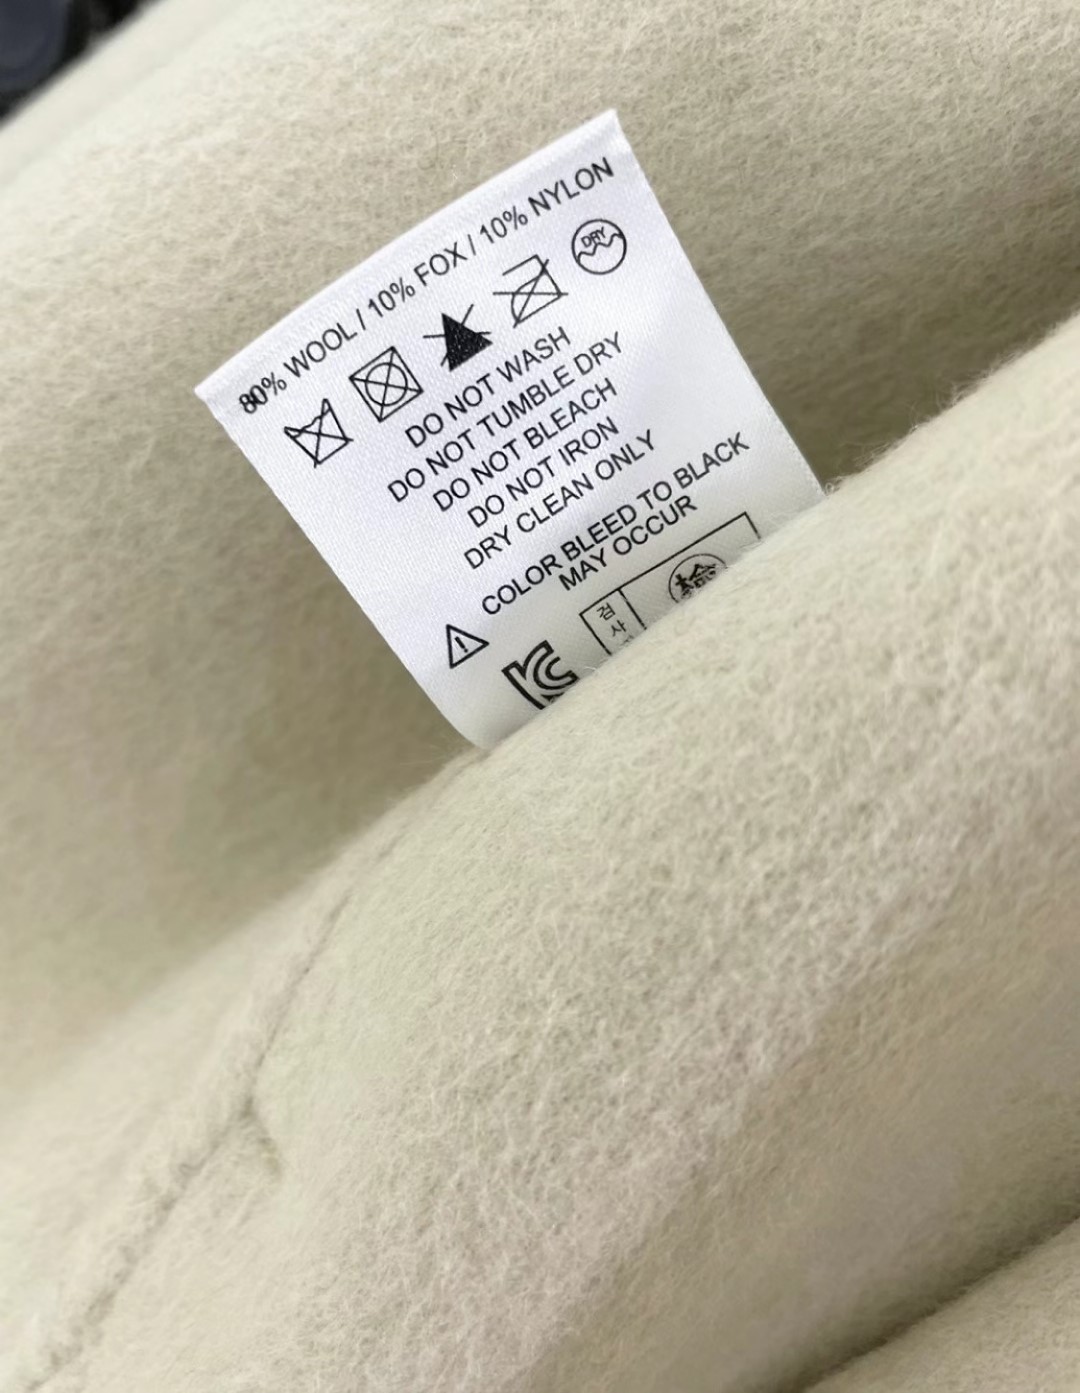 80% WOOL / 10% FOX / 10% NYLON
DRY
DO NOT WASH
DO NOT TUMBLE DRY
DO NOT BLEACH
DO NOT IRON
DRY CLEAN ONLY
COLOR BLEED TO BLACK
MAY OCCUR
검
사